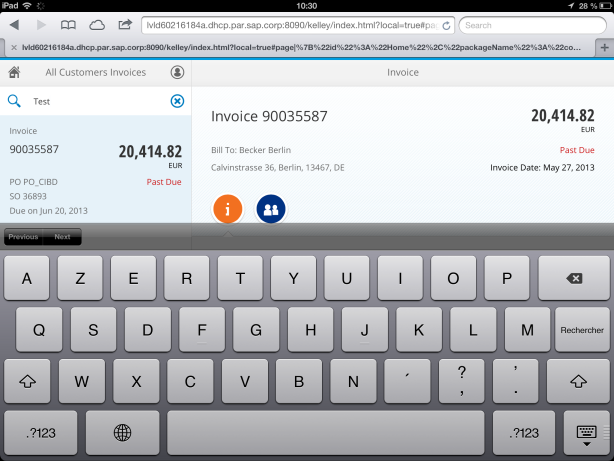 iPad 10:30 28 %
lvld60216184a.dhcp.par.sap.corp:8090/kelley/index.html?local=true#pag Search
lvld60216184a.dhcp.par.sap.corp:8090/kelley/index.html?local=true#page|%7B%22id%22%3A%22Home%22%2C%22packageName%22%3A%22co...
All Customers Invoices Invoice
Test
Invoice
90035587
20,414.82
EUR
PO PO_CIBD Past Due
SO 36893
Due on Jun 20, 2013
Invoice 90035587 20,414.82
EUR
Bill To: Becker Berlin Past Due
Calvinstrasse 36, Berlin, 13467, DE Invoice Date: May 27, 2013
i
Previous Next
A Z E R T Y U I O P
Q S D F G H J K L M Rechercher
W X C V B N ´ ? , ' .
.?123 .?123